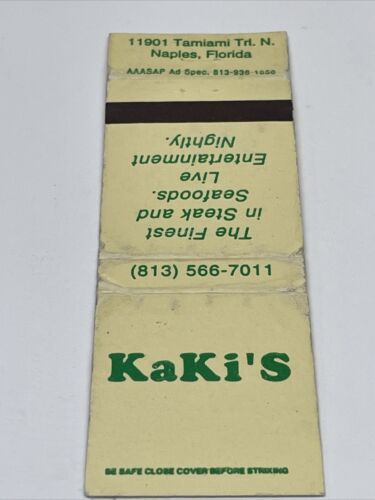 11901 Tamiami Trl. N.
Naples, Florida
AAASAP Ad Spec. 813-936-1650
The Finest
in Steak and
Seafoods.
Live
Entertainment
Nightly.
(813) 566-7011
KaKi'S
BE SAFE CLOSE COVER BEFORE STRIKING